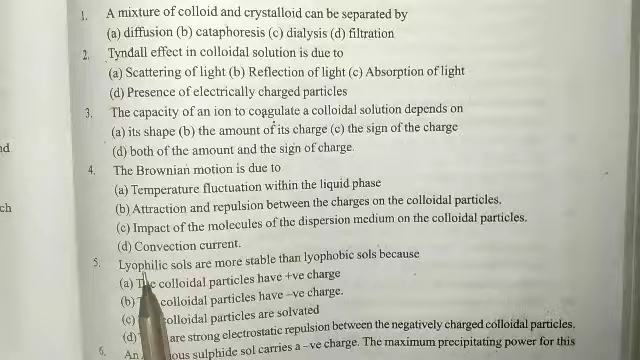 1. A mixture of colloid and crystalloid can be separated by
(a) diffusion (b) cataphoresis (c) dialysis (d) filtration
2. Tyndall effect in colloidal solution is due to
(a) Scattering of light (b) Reflection of light (c) Absorption of light
(d) Presence of electrically charged particles
3. The capacity of an ion to coagulate a colloidal solution depends on
(a) its shape (b) the amount of its charge (c) the sign of the charge
(d) both of the amount and the sign of charge.
4. The Brownian motion is due to
(a) Temperature fluctuation within the liquid phase
(b) Attraction and repulsion between the charges on the colloidal particles.
(c) Impact of the molecules of the dispersion medium on the colloidal particles.
(d) Convection current.
5. Lyophilic sols are more stable than lyophobic sols because
(a) The colloidal particles have +ve charge
(b) colloidal particles have –ve charge.
(c) colloidal particles are solvated
(d) are strong electrostatic repulsion between the negatively charged colloidal particles.
6. sulphide sol carries a –ve charge. The maximum precipitating power for this
nd
ch